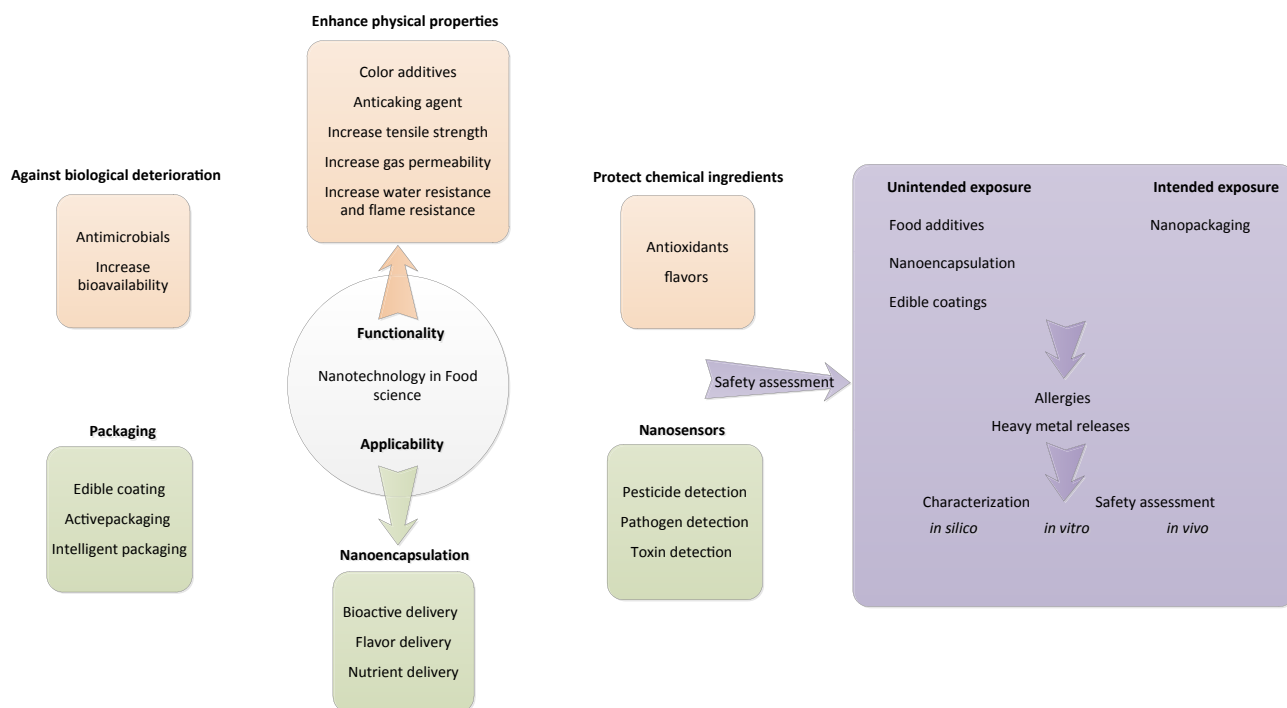 Enhance physical properties
Color additives
Anticaking agent
Increase tensile strength
Increase gas permeability
Increase water resistance
and flame resistance
Against biological deterioration
Antimicrobials
Increase
bioavailability
Protect chemical ingredients
Antioxidants
flavors
Functionality
Nanotechnology in Food
science
Applicability
Packaging
Edible coating
Activepackaging
Intelligent packaging
Nanoencapsulation
Bioactive delivery
Flavor delivery
Nutrient delivery
Nanosensors
Pesticide detection
Pathogen detection
Toxin detection
Safety assessment
Unintended exposure
Food additives
Nanoencapsulation
Edible coatings
Intended exposure
Nanopackaging
Allergies
Heavy metal releases
Characterization Safety assessment
in silico in vitro in vivo